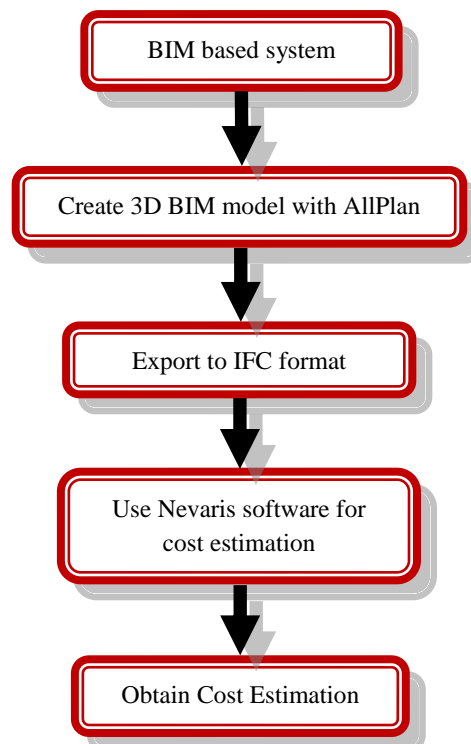 BIM based system
Create 3D BIM model with AllPlan
Export to IFC format
Use Nevaris software for
cost estimation
Obtain Cost Estimation